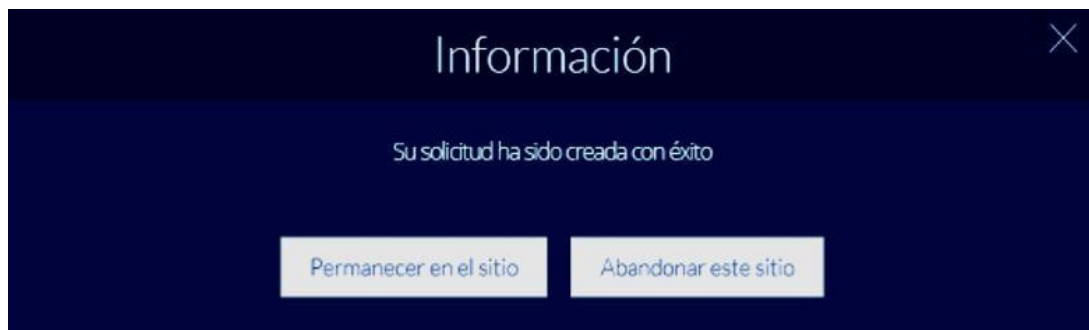 Información
Su solicitud ha sido creada con éxito
Permanecer en el sitio
Abandonar este sitio